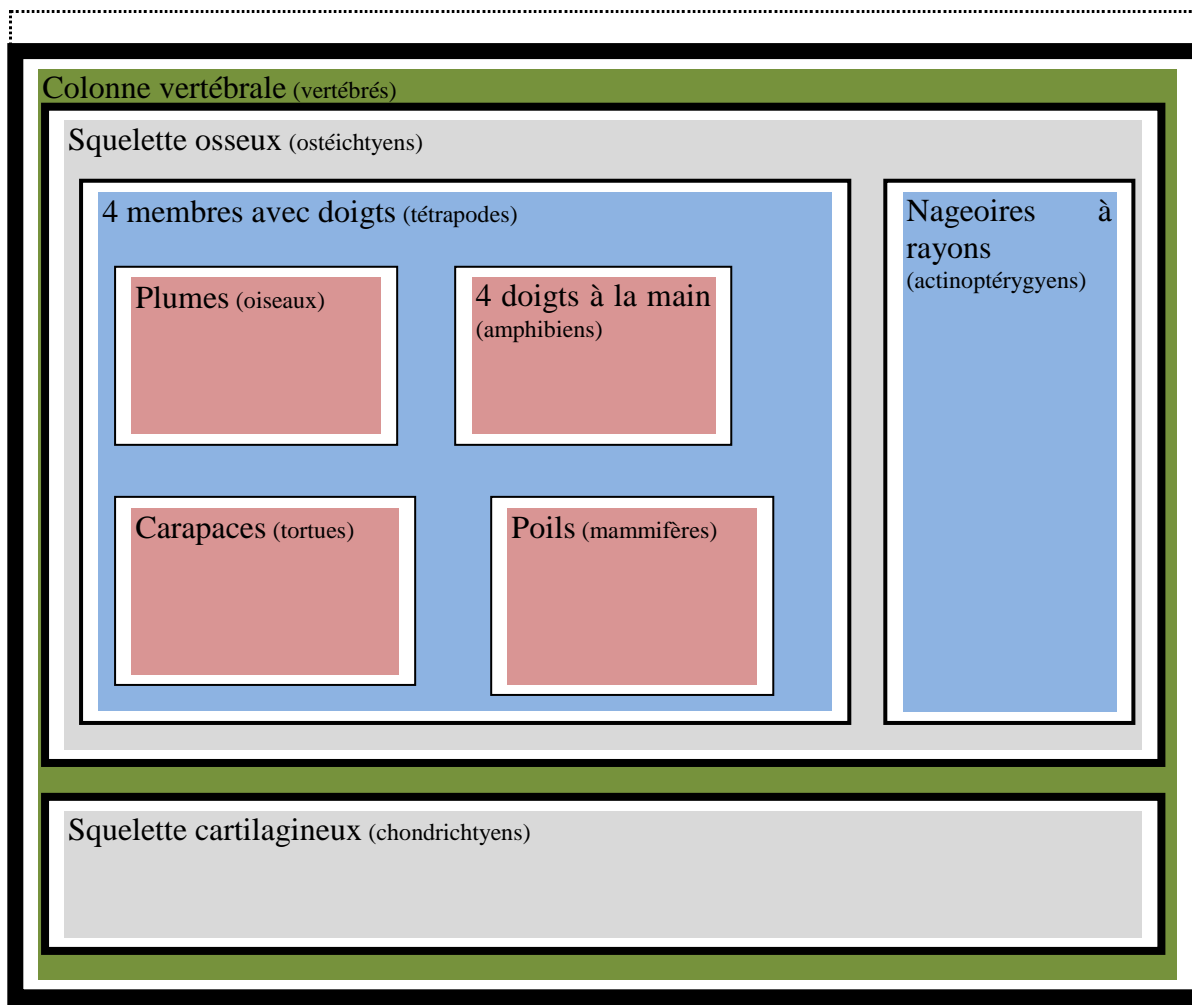 Colonne vertébrale (vertébrés)
Squelette osseux (ostéichtyens)
4 membres avec doigts (tétrapodes)
Plumes (oiseaux)
4 doigts à la main
(amphibiens)
Carapaces (tortues)
Poils (mammifères)
Nageoires à
rayons
(actinoptérygyens)
Squelette cartilagineux (chondrichtyens)